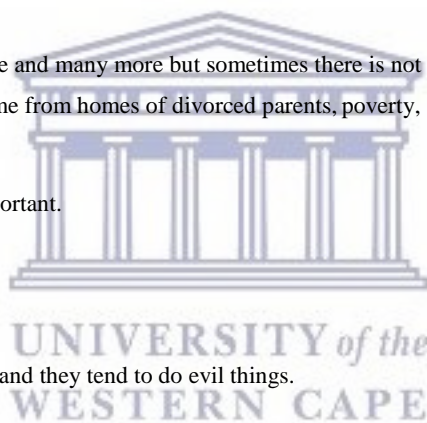 e and many more but sometimes there is not
ne from homes of divorced parents, poverty,
ortant.
UNIVERSITY of the
and they tend to do evil things.
WESTERN CAPE